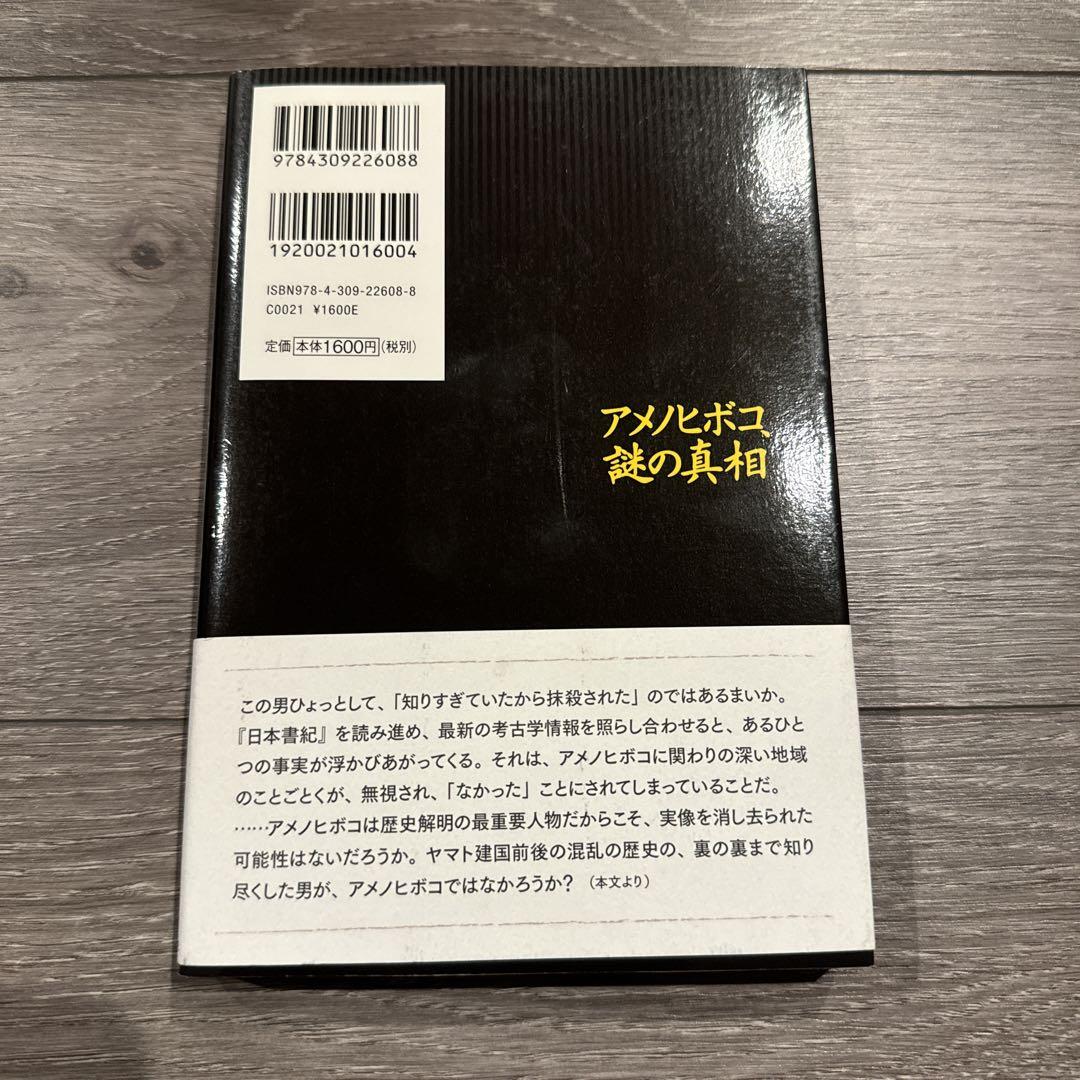 9784309226088
1920021016004
ISBN978-4-309-22608-8
C0021 ¥1600E
定価 本体1600円(税別)
アメノヒボコ、
謎の真相
この男ひょっとして、「知りすぎていたから抹殺された」のではあるまいか。
『日本書紀』を読み進め、最新の考古学情報を照らし合わせると、あるひと
つの事実が浮かびあがってくる。それは、アメノヒボコに関わりの深い地域
のことごとくが、無視され、「なかった」ことにされてしまっていることだ。
……アメノヒボコは歴史解明の最重要人物だからこそ、実像を消し去られた
可能性はないだろうか。ヤマト建国前後の混乱の歴史の、裏の裏まで知り
尽くした男が、アメノヒボコではなかろうか？（本文より）